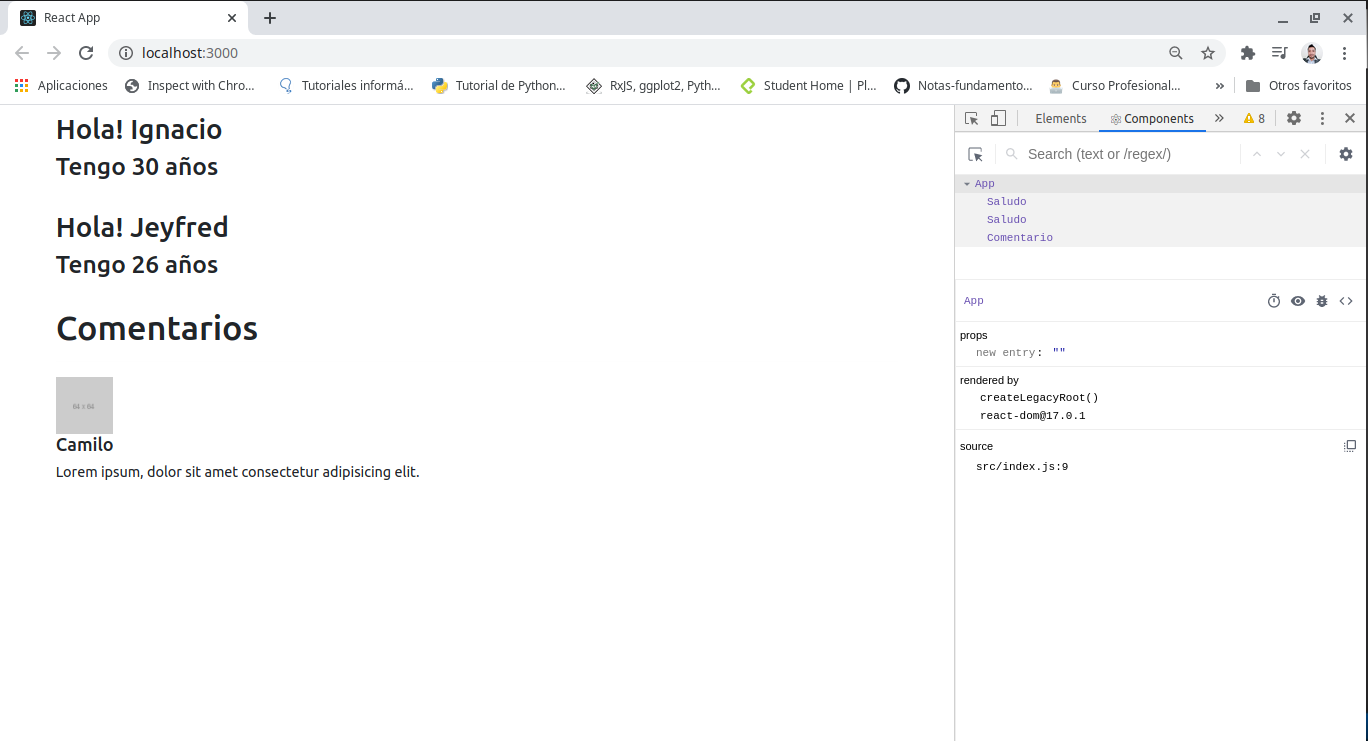 React App
localhost:3000
Aplicaciones
Inspect with Chro...
Tutoriales informá...
Tutorial de Python...
RxJS, ggplot2, Pyth...
Student Home | Pl...
Notas-fundamento...
Curso Profesional...
»
Otros favoritos
Hola! Ignacio
Tengo 30 años
Hola! Jeyfred
Tengo 26 años
Comentarios
64 x 64
Camilo
Lorem ipsum, dolor sit amet consectetur adipisicing elit.
Elements
Components
»
8
Search (text or /regex/)
App
Saludo
Saludo
Comentario
App
props
new entry: ""
rendered by
createLegacyRoot()
react-dom@17.0.1
source
src/index.js:9